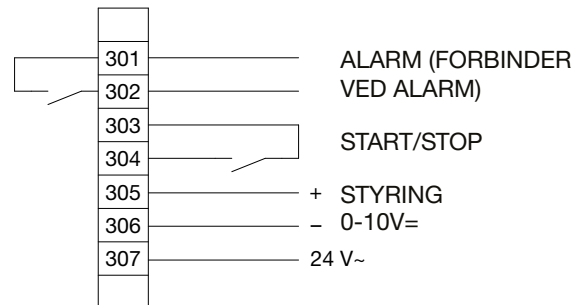 301 ALARM (FORBINDER
302 VED ALARM)
303
START/STOP
304
305 + STYRING
306 – 0-10V=
307 24 V~